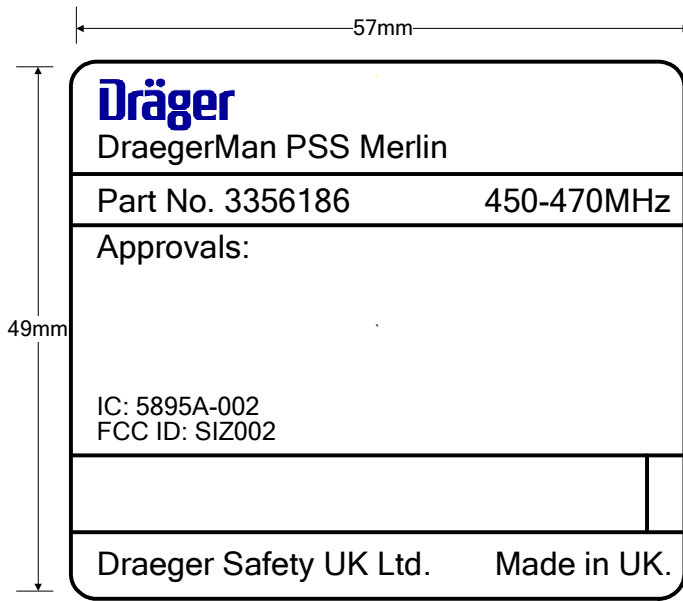 57mm
Dräger
DraegerMan PSS Merlin
Part No. 3356186 450-470MHz
Approvals:
49mm
IC: 5895A-002
FCC ID: SIZ002
Draeger Safety UK Ltd. Made in UK.